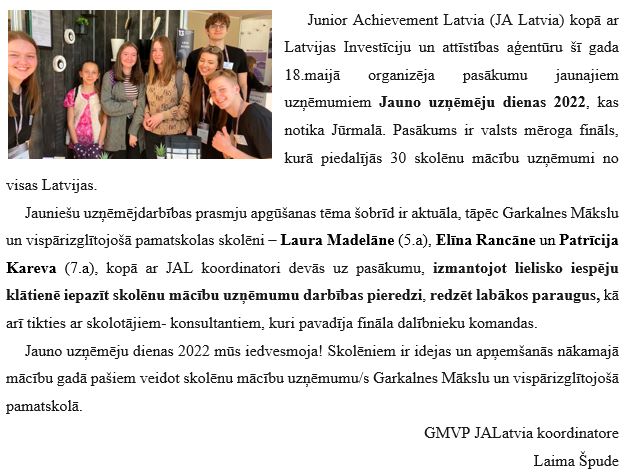 Junior Achievement Latvia (JA Latvia) kopā ar
Latvijas Investīciju un attīstības aģentūru šī gada
18.maijā organizēja pasākumu jaunajiem
uzņēmumiem Jauno uzņēmēju dienas 2022, kas
notika Jūrmalā. Pasākums ir valsts mēroga fināls,
kurā piedalījās 30 skolēnu mācību uzņēmumi no
visas Latvijas.
Jauniešu uzņēmējdarbības prasmju apgūšanas tēma šobrīd ir aktuāla, tāpēc Garkalnes Mākslu
un vispārizglītojošā pamatskolas skolēni – Laura Madelāne (5.a), Elīna Rancāne un Patrīcija
Kareva (7.a), kopā ar JAL koordinatori devās uz pasākumu, izmantojot lielisko iespēju
klātienē iepazīt skolēnu mācību uzņēmumu darbības pieredzi, redzēt labākos paraugus, kā
arī tikties ar skolotājiem- konsultantiem, kuri pavadīja fināla dalībnieku komandas.
Jauno uzņēmēju dienas 2022 mūs iedvesmoja! Skolēniem ir idejas un apņemšanās nākamajā
mācību gadā pašiem veidot skolēnu mācību uzņēmumu/s Garkalnes Mākslu un vispārizglītojošā
pamatskolā.
GMVP JALatvia koordinatore
Laima Špude